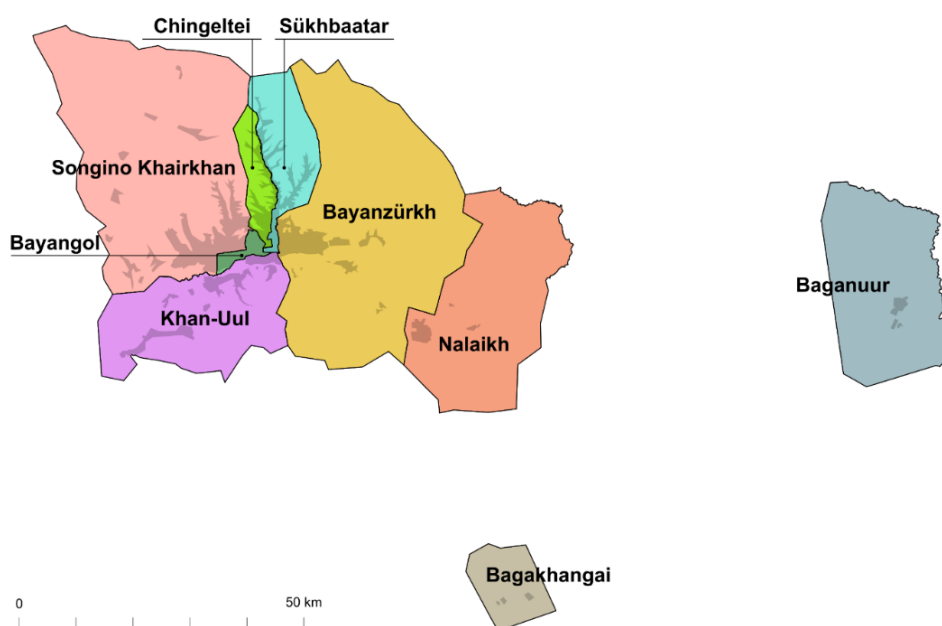 Chingeltei
Sükhbaatar
Songino Khairkhan
Bayanzürkh
Bayangol
Baganuur
Khan-Uul
Nalaikh
Bagakhangai
0
50 km